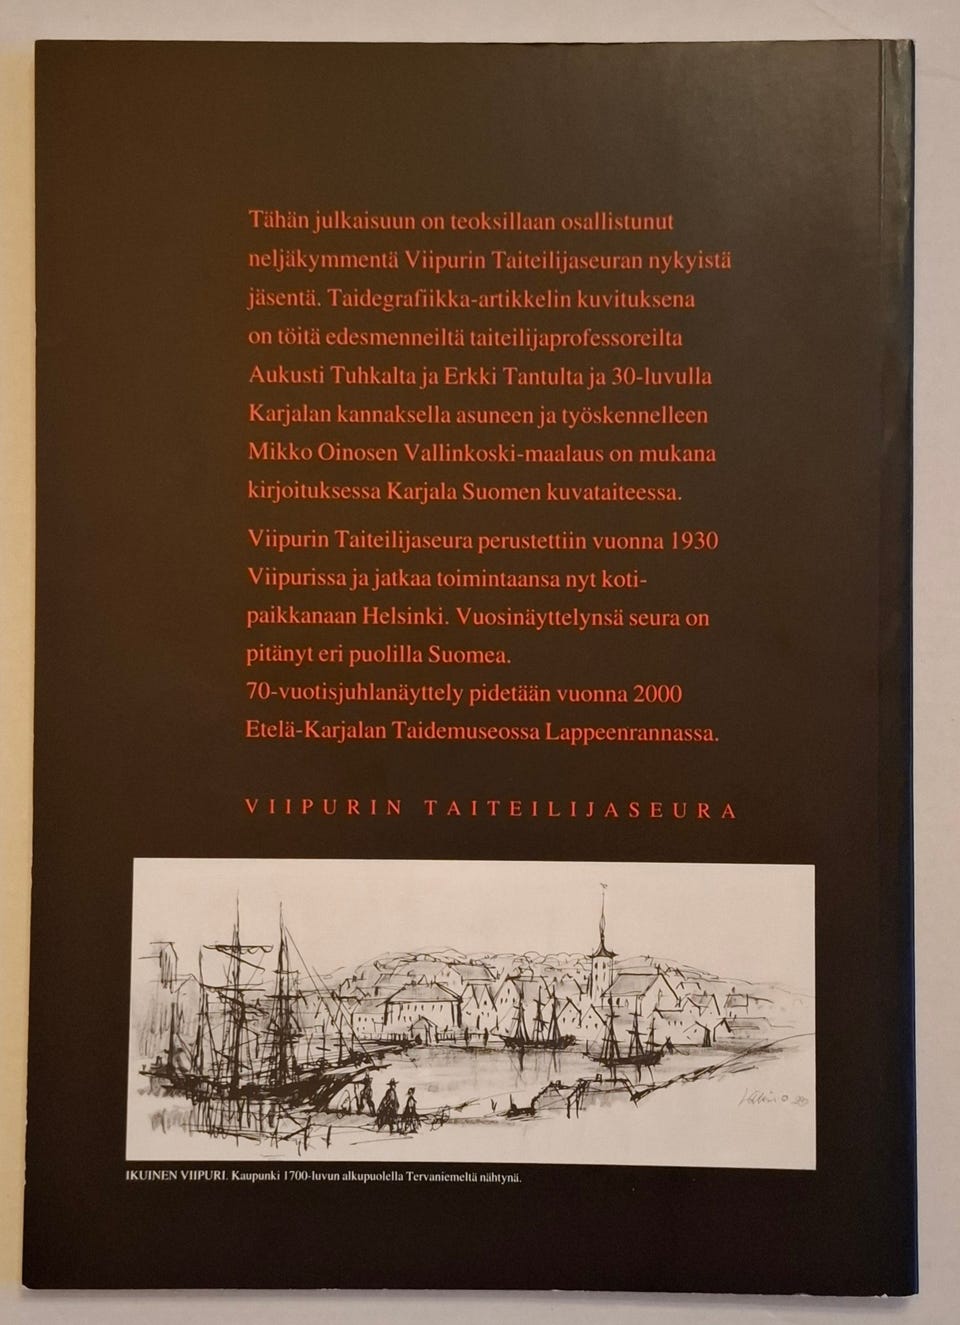 Tähän julkaisuun on teoksillaan osallistunut
neljäkymmentä Viipurin Taiteilijaseuran nykyistä
jäsentä. Taidegrafiikka-artikkelin kuvituksena
on töitä edesmenneiltä taiteilijaprofessoreilta
Aukusti Tuhkalta ja Erkki Tantulta ja 30-luvulla
Karjalan kannaksella asuneen ja työskennelleen
Mikko Oinosen Vallinkoski-maalaus on mukana
kirjoituksessa Karjala Suomen kuvataiteessa.
Viipurin Taiteilijaseura perustettiin vuonna 1930
Viipurissa ja jatkaa toimintaansa nyt koti-
paikkanaan Helsinki. Vuosinäyttelynsä seura on
pitänyt eri puolilla Suomea.
70-vuotisjuhlanäyttely pidetään vuonna 2000
Etelä-Karjalan Taidemuseossa Lappeenrannassa.
VIIPURIN TAITEILIJASEURA
IKUINEN VIIPURI. Kaupunki 1700-luvun alkupuolella Tervaniemeltä nähtynä.